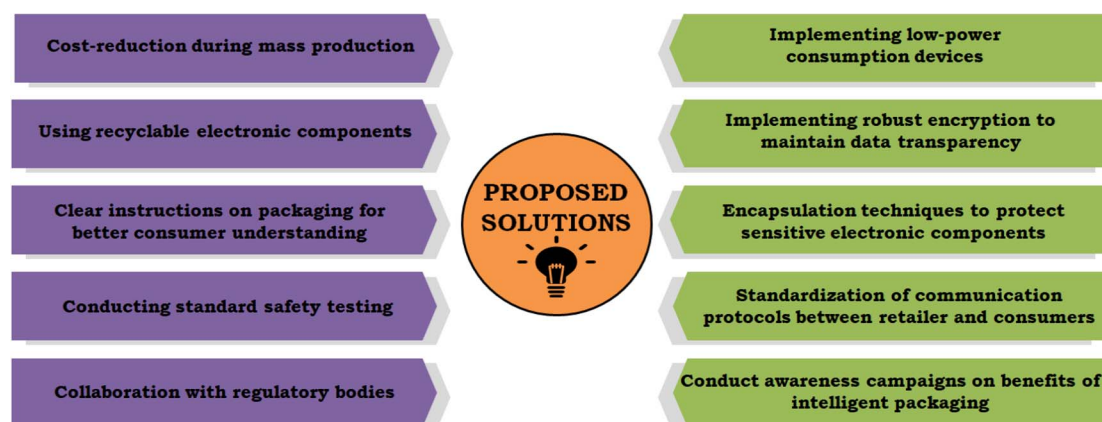 Cost-reduction during mass production
Using recyclable electronic components
Clear instructions on packaging for
better consumer understanding
Conducting standard safety testing
Collaboration with regulatory bodies
PROPOSED
SOLUTIONS
Implementing low-power
consumption devices
Implementing robust encryption to
maintain data transparency
Encapsulation techniques to protect
sensitive electronic components
Standardization of communication
protocols between retailer and consumers
Conduct awareness campaigns on benefits of
intelligent packaging